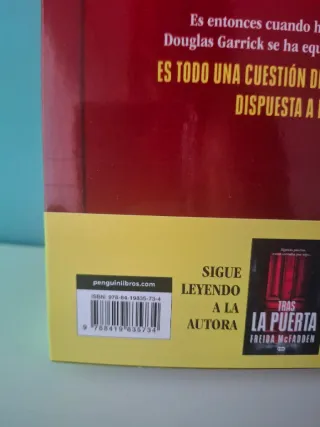 Es entonces cuando h
Douglas Garrick se ha equ
ES TODO UNA CUESTIÓN DE
DISPUESTA A
penguinlibros.com
ISBN: 978-84-19835-73-4
9 788419 835734
SIGUE
LEYENDO
A LA
AUTORA
TRAS
LA PUERTA
FREIDA McFADDEN